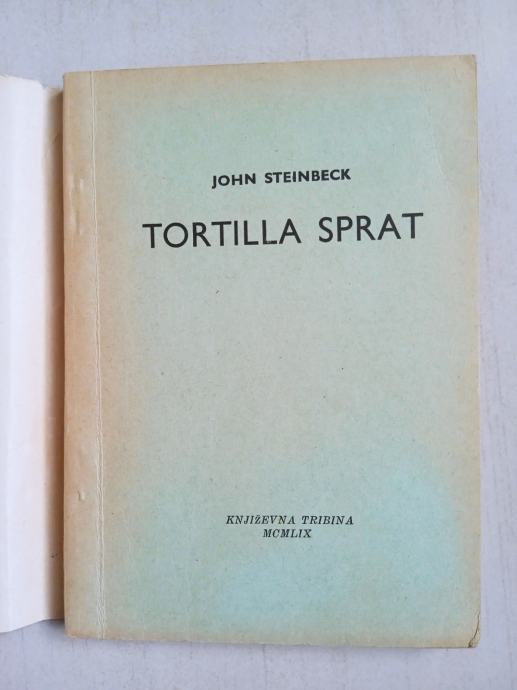 JOHN STEINBECK
TORTILLA SPRAT
KNJIŽEVNA TRIBINA
MCMLIX